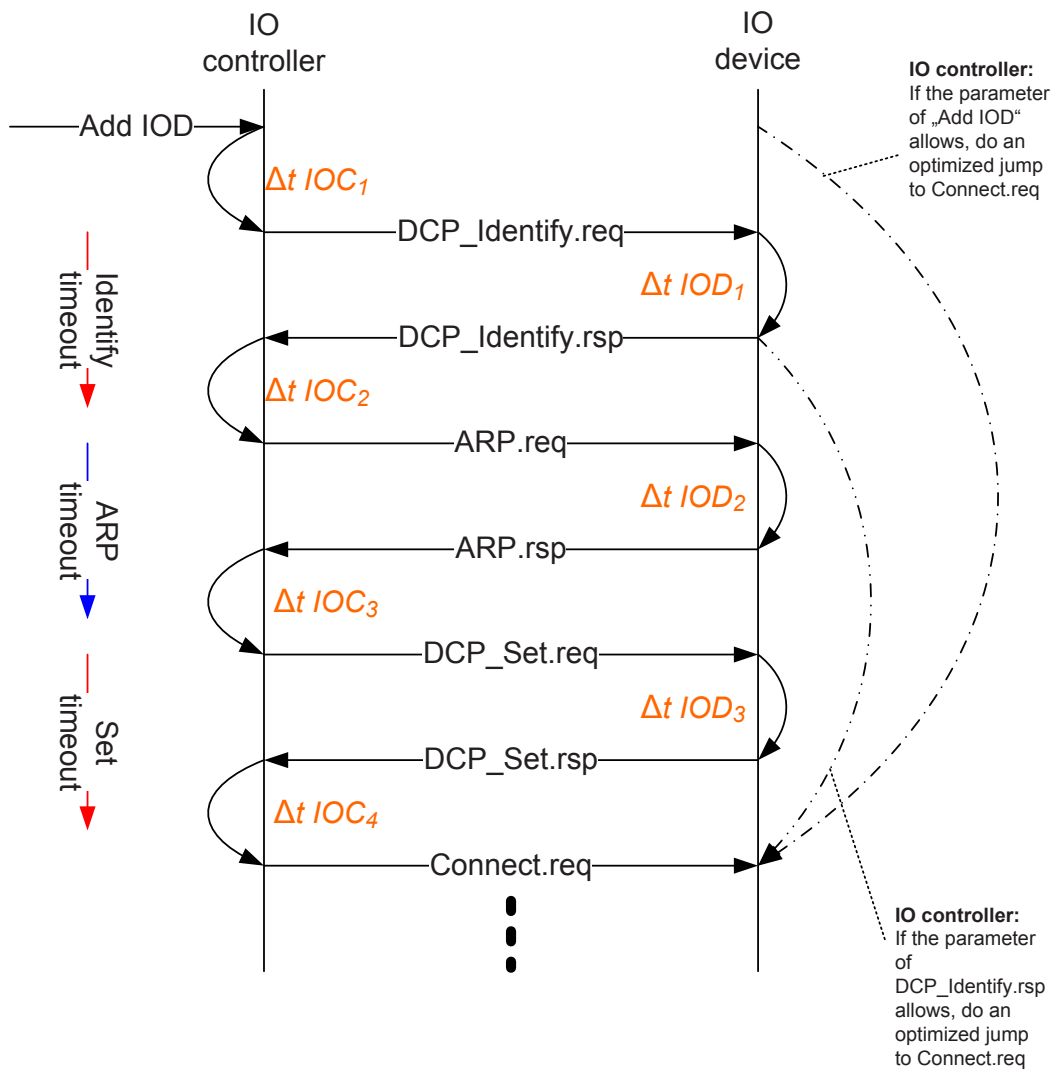 IO
controller
IO
device
IO controller:
If the parameter
of „Add IOD“
allows, do an
optimized jump
to Connect.req
Add IOD
Δt IOC1
DCP_Identify.req
Identify
timeout
Δt IOD1
DCP_Identify.rsp
Δt IOC2
ARP.req
ARP
timeout
Δt IOD2
ARP.rsp
Δt IOC3
DCP_Set.req
Set
timeout
Δt IOD3
DCP_Set.rsp
Δt IOC4
Connect.req
IO controller:
If the parameter
of
DCP_Identify.rsp
allows, do an
optimized jump
to Connect.req